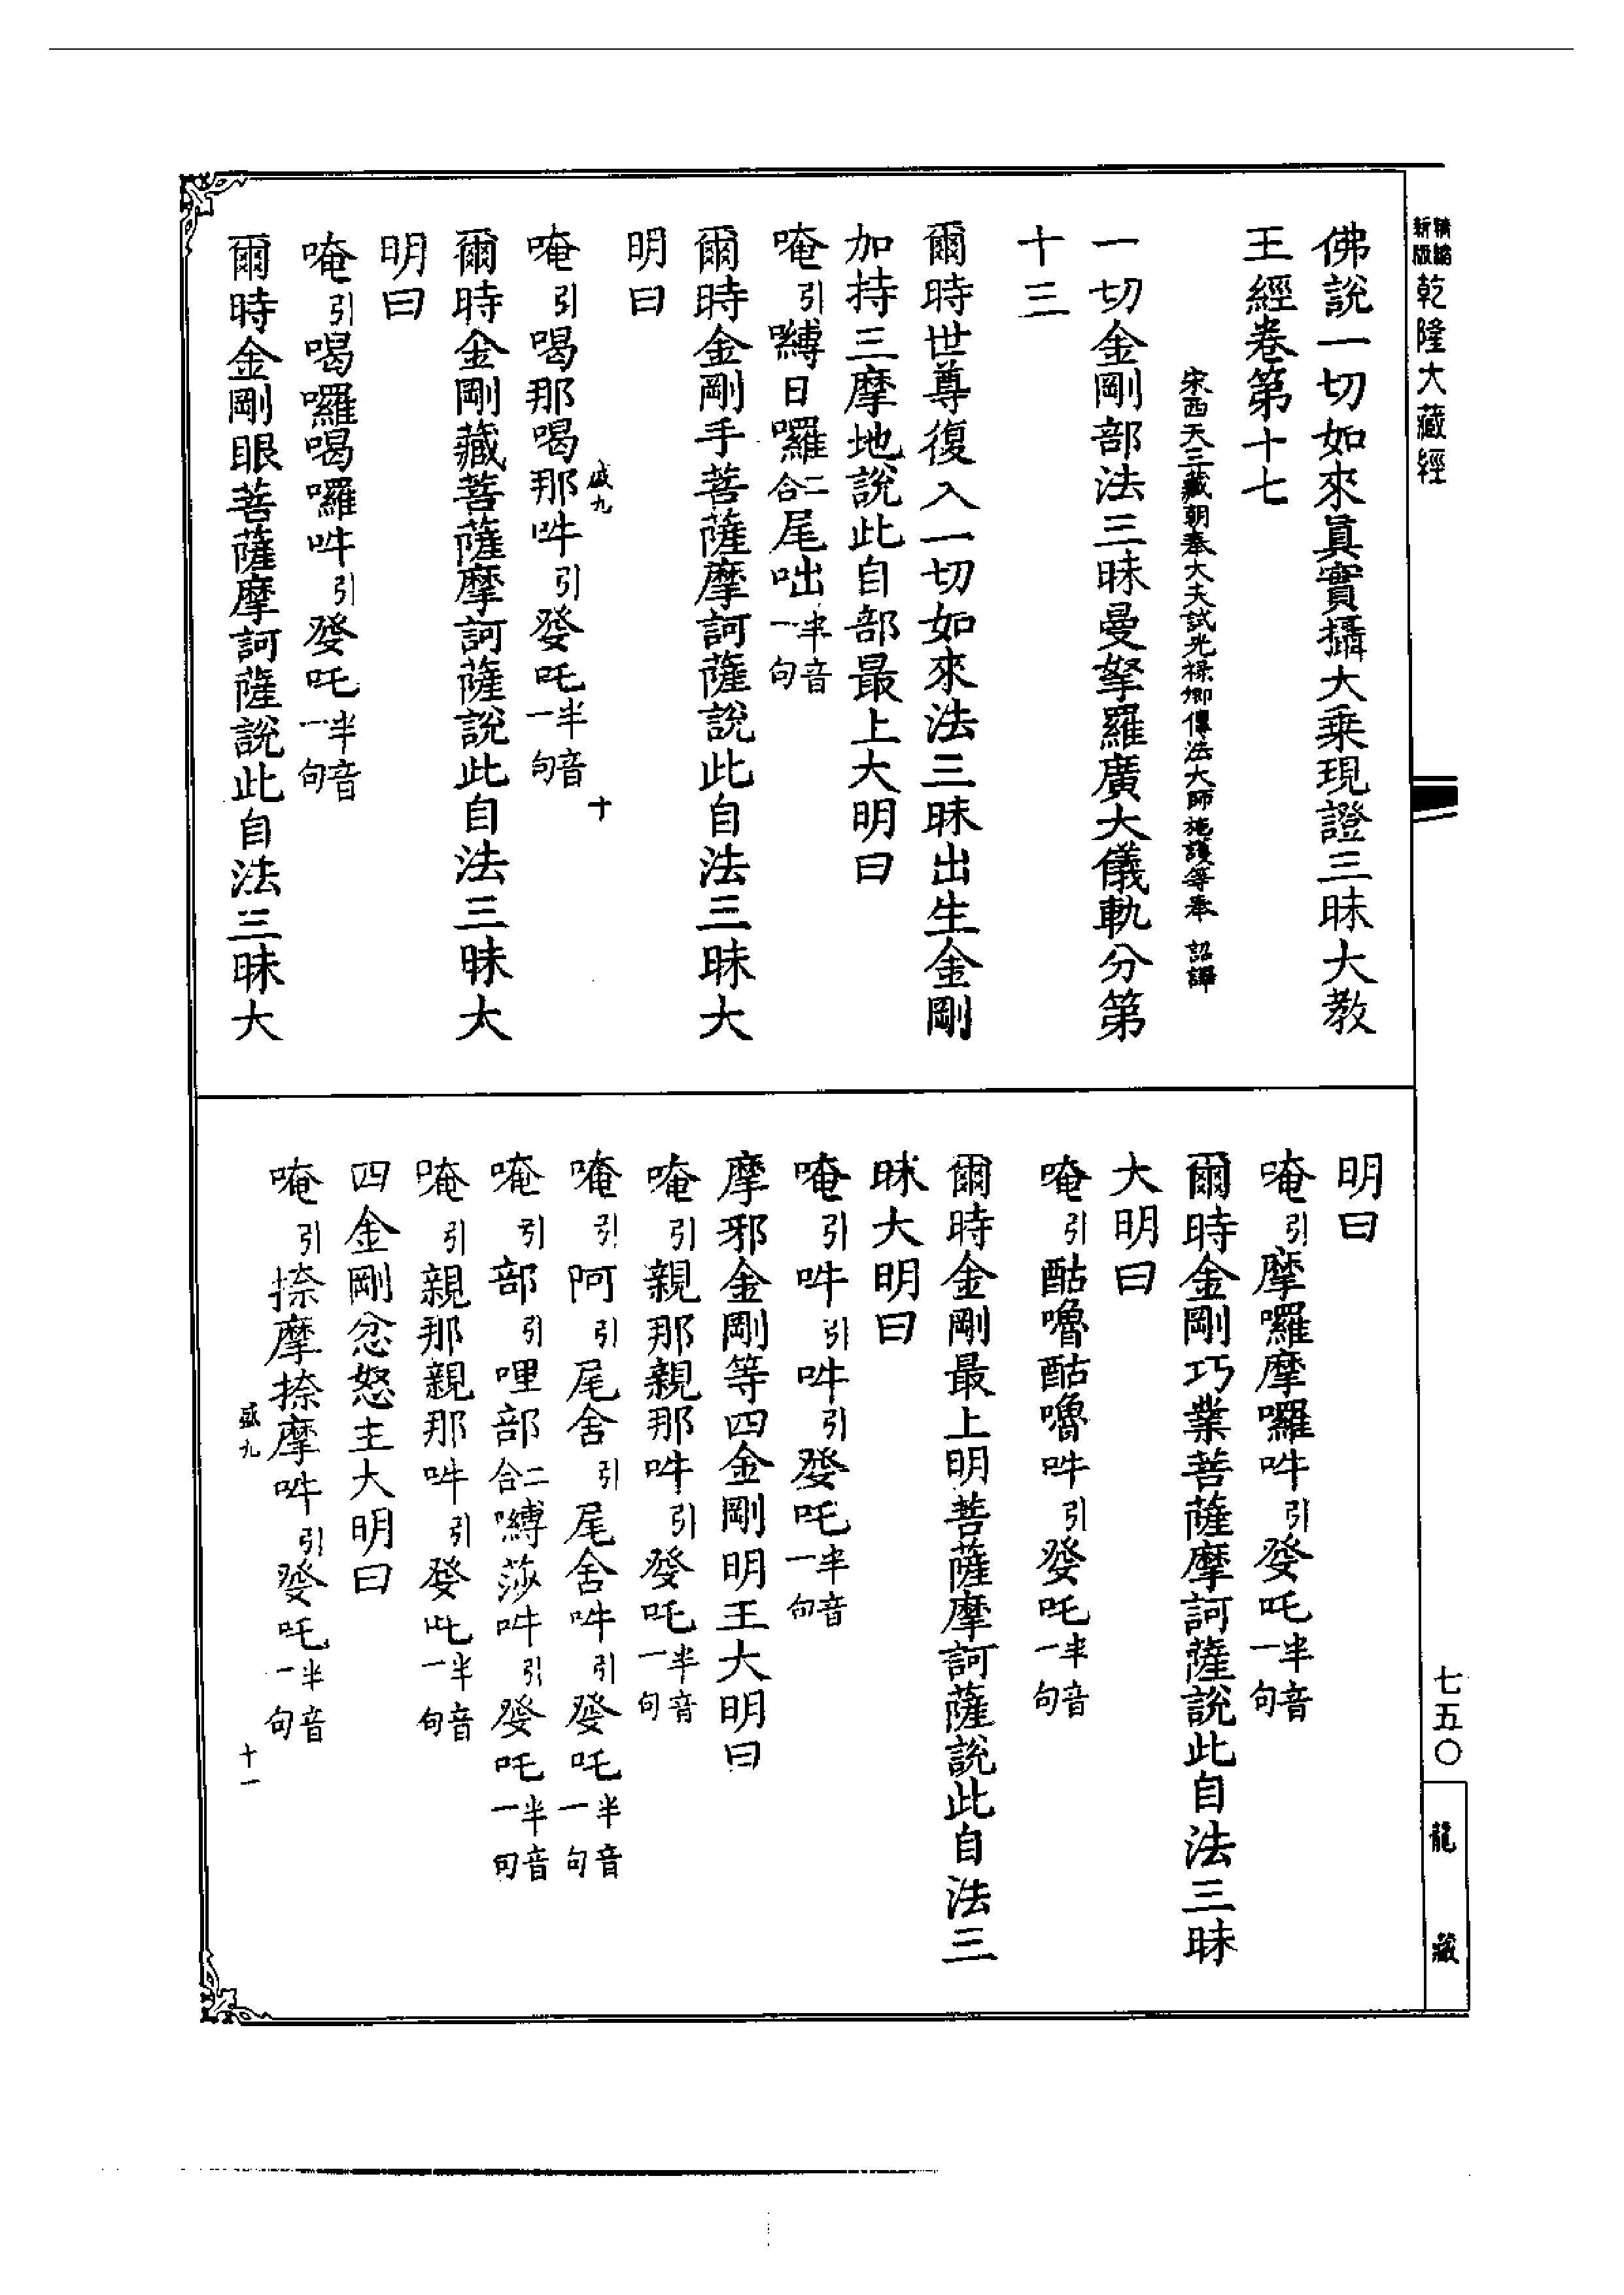 精縮新版乾隆大藏經
佛說一切如來眞實攝大乗現證三昧大教
王經卷第十七
宋西天三藏朝奉大夫試光祿卿傳法大師施護等奉 詔譯
一切金剛部法三昧曼拏羅廣大儀軌分第
十三
爾時世尊復入一切如來法三昧出生金剛
加持三摩地說此自部最上大明曰
唵引嚩日囉二合尾咄半音一句
爾時金剛手菩薩摩訶薩說此自法三昧大
明曰
盛九 十
唵引喝那喝那吽引發吒半音一句
爾時金剛藏菩薩摩訶薩說此自法三昧大
明曰
唵引喝囉喝囉吽引發吒半音一句
爾時金剛眼菩薩摩訶薩說此自法三昧大
明曰
唵引摩囉摩囉吽引發吒半音一句
爾時金剛巧業菩薩摩訶薩說此自法三昧
大明曰
唵引酤嚕酤嚕吽引發吒半音一句
爾時金剛最上明菩薩摩訶薩說此自法三
昧大明曰
唵引吽引吽引發吒半音一句
摩邪金剛等四金剛明王大明曰
唵引親那親那吽引發吒半音一句
唵引阿引尾舍引尾舍吽引發吒半音一句
唵引部引哩部二合嚩莎吽引發吒半音一句
唵引親那親那吽引發吒半音一句
四金剛忿怒主大明曰
唵引捺摩捺摩吽引發吒半音一句
盛九 十一
七五〇
龍藏